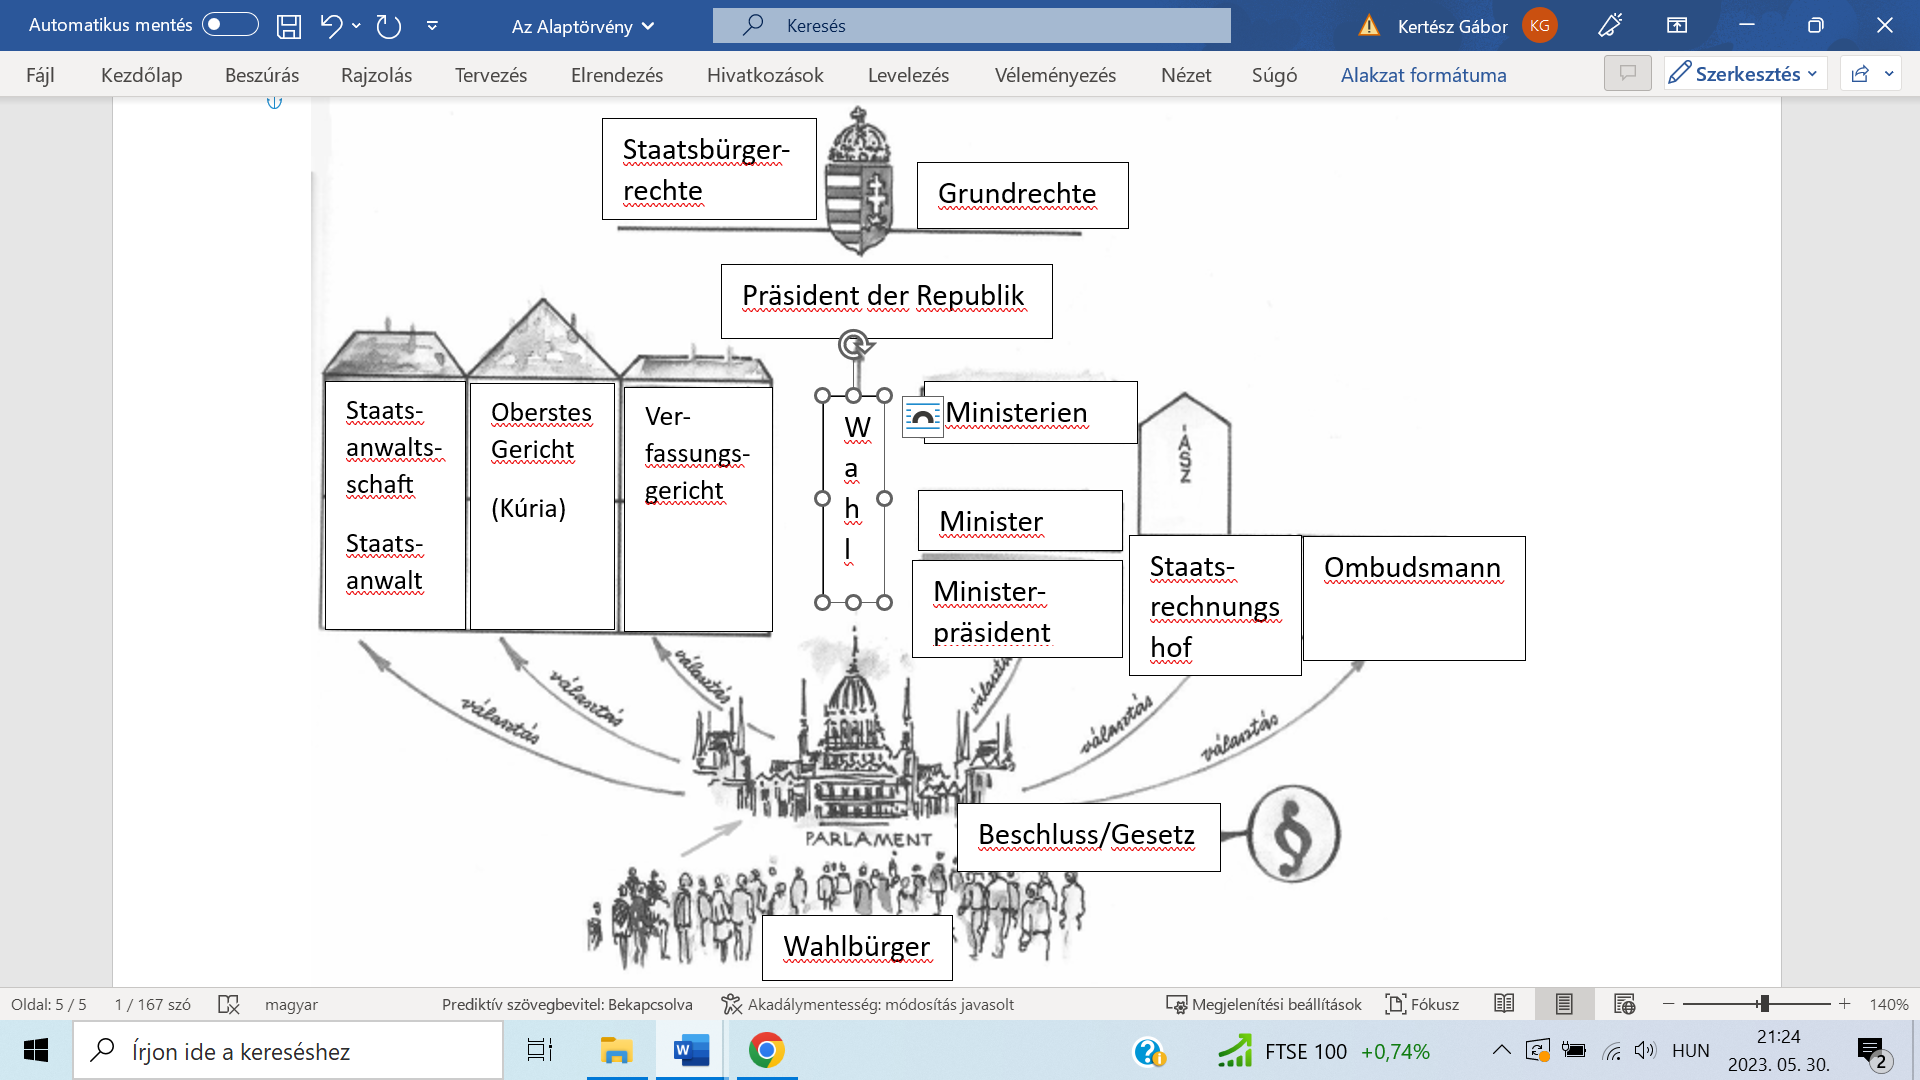 Automatikus mentés
Az Alaptörvény
Keresés
Kertész Gábor
KG
Fájl
Kezdőlap
Beszúrás
Rajzolás
Tervezés
Elrendezés
Hivatkozások
Levelezés
Véleményezés
Nézet
Súgó
Alakzat formátuma
Szerkesztés
Staatsbürger-
rechte
Grundrechte
Präsident der Republik
Staats-
anwalts-
schaft
Staats-
anwalt
Oberstes
Gericht
(Kúria)
Ver-
fassungs-
gericht
W
a
h
l
Ministerien
Minister
Minister-
präsident
ÁSZ
Staats-
rechnungs
hof
Ombudsmann
választás
választás
választás
választás
választás
választás
PARLAMENT
Beschluss/Gesetz
§
Wahlbürger
Oldal: 5 / 5
1 / 167 szó
magyar
Prediktív szövegbevitel: Bekapcsolva
Akadálymentesség: módosítás javasolt
Megjelenítési beállítások
Fókusz
140%
Írjon ide a kereséshez
W
FTSE 100 +0,74%
HUN
21:24
2023. 05. 30.
2